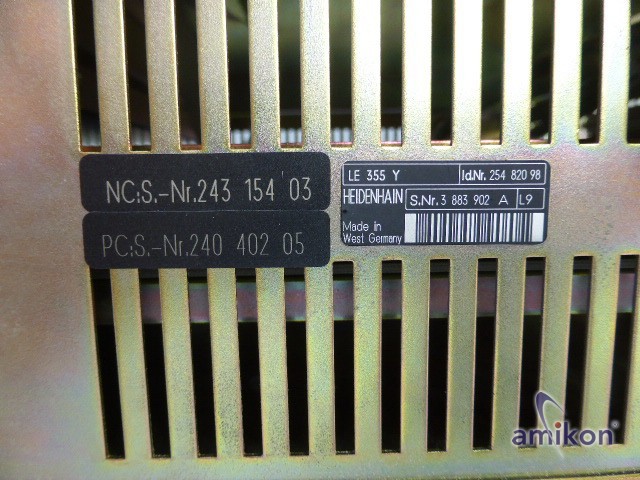 NC:S.-Nr.243 154 03
PC:S.-Nr.240 402 05
LE 355 Y Id.Nr. 254 820 98
HEIDENHAIN S.Nr. 3 883 902 A L9
Made in
West Germany
amikon